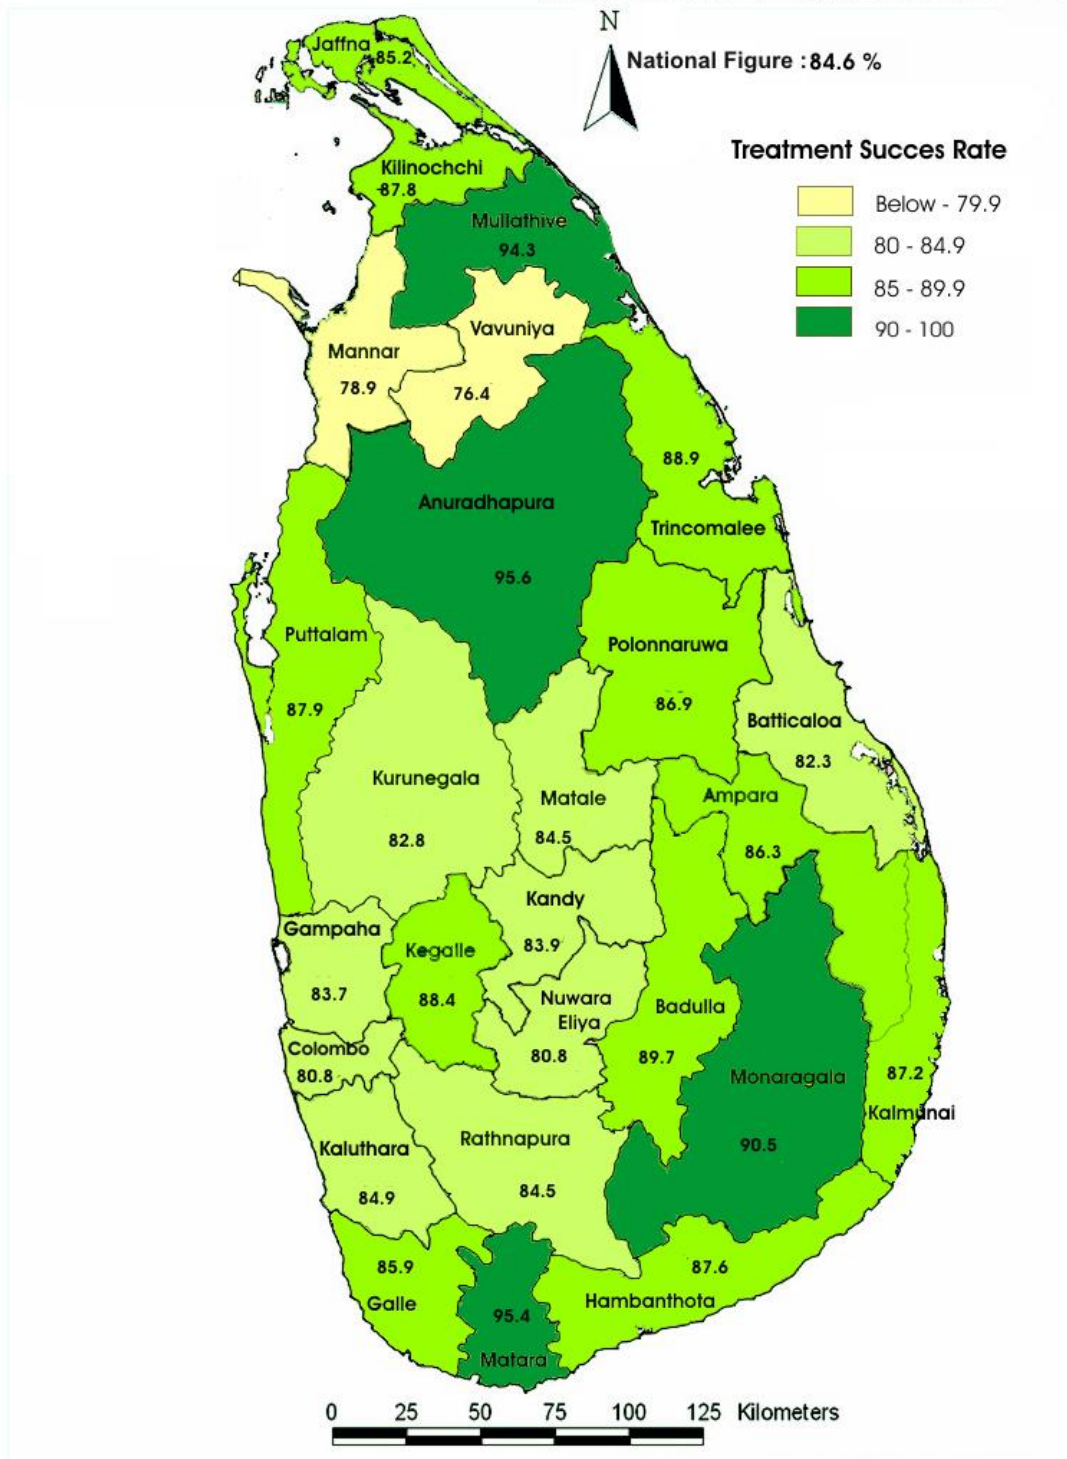 N
National Figure : 84.6 %
Treatment Succes Rate
Below - 79.9
80 - 84.9
85 - 89.9
90 - 100
Jaffna
85.2
Kilinochchi
87.8
Mullathive
94.3
Vavuniya
76.4
Mannar
78.9
Anuradhapura
95.6
88.9
Trincomalee
Puttalam
87.9
Polonnaruwa
86.9
Batticaloa
82.3
Kurunegala
82.8
Matale
84.5
Ampara
86.3
Kandy
83.9
Gampaha
83.7
Kegalle
88.4
Nuwara
Eliya
80.8
Badulla
89.7
Colombo
80.8
Monaragala
90.5
87.2
Kalmunai
Kaluthara
84.9
Rathnapura
84.5
85.9
Galle
95.4
Matara
87.6
Hambanthota
0 25 50 75 100 125 Kilometers